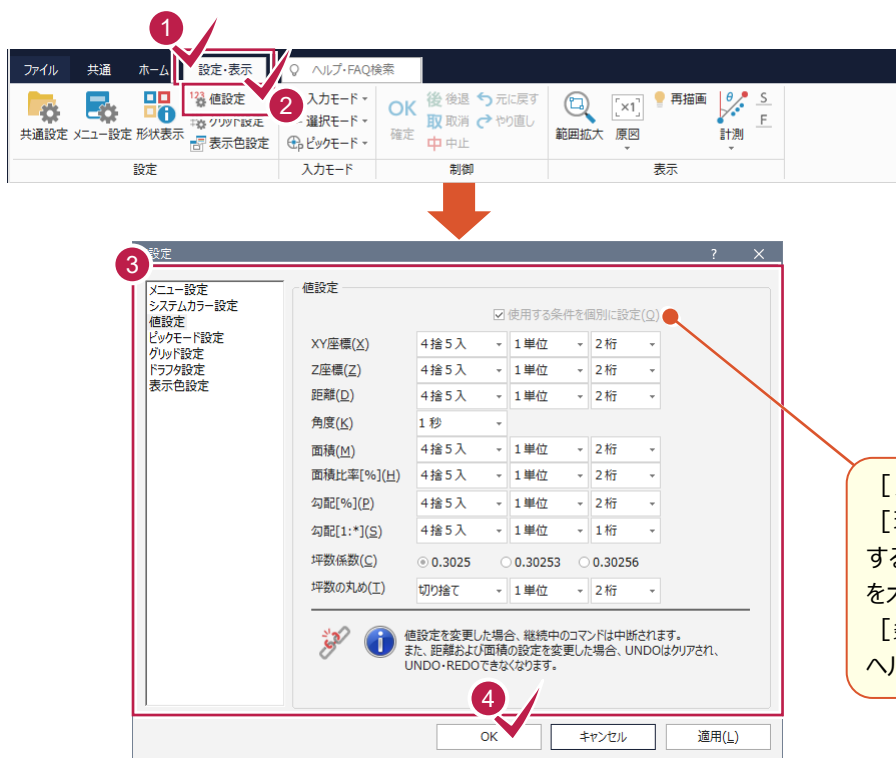 1
ファイル 共通 ホーム 設定・表示 ヘルプ・FAQ検索
共通設定 メニュー設定 形状表示
値設定
2
グリッド設定
表示色設定
設定
入力モード
選択モード
ピックモード
入力モード
OK
確定
後 後退 元に戻す
取 取消 やり直し
中 中止
制御
範囲拡大
[×1]
原図
再描画
θ
計測
S
F
表示
3
設定 ? ×
メニュー設定
システムカラー設定
値設定
ピックモード設定
グリッド設定
ドラフタ設定
表示色設定
値設定
使用する条件を個別に設定(O)
XY座標(X) 4捨5入 1単位 2桁
Z座標(Z) 4捨5入 1単位 2桁
距離(D) 4捨5入 1単位 2桁
角度(K) 1秒
面積(M) 4捨5入 1単位 2桁
面積比率[%](H) 4捨5入 1単位 2桁
勾配[%](P) 4捨5入 1単位 2桁
勾配[1:*](S) 4捨5入 1単位 1桁
坪数係数(C) 0.3025 0.30253 0.30256
坪数の丸め(T) 切り捨て 1単位 2桁
値設定を変更した場合、継続中のコマンドは中断されます。
また、距離および面積の設定を変更した場合、UNDOはクリアされ、
UNDO・REDOできなくなります。
4
OK キャンセル 適用(L)
[
[
する
を
[
ヘル